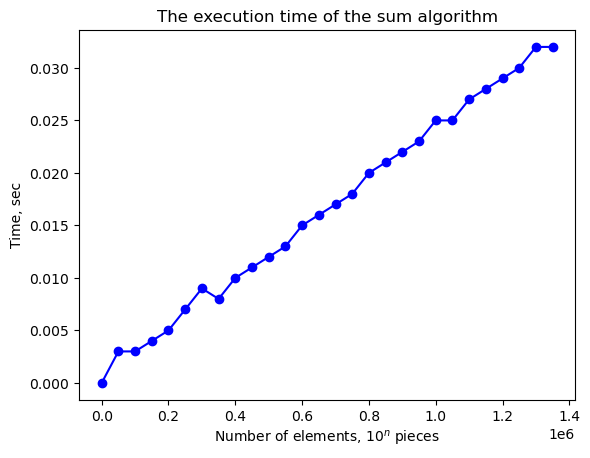 The execution time of the sum algorithm
0.030
0.025
0.020
0.015
0.010
0.005
0.000
Time, sec
0.0 0.2 0.4 0.6 0.8 1.0 1.2 1.4
1e6
Number of elements, 10ⁿ pieces